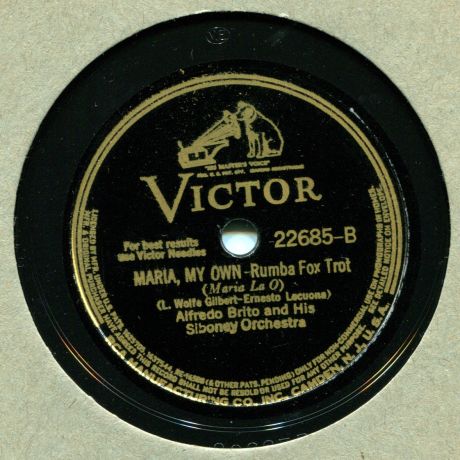 "HIS MASTER'S VOICE"
VICTOR
For best results
use Victor Needles
22685-B
MARIA, MY OWN-Rumba Fox Trot
(Maria La O)
(L. Wolfe Gilbert-Ernesto Lecuona)
Alfredo Brito and His
Siboney Orchestra
RCA MANUFACTURING CO. INC. CAMDEN, N. J., U. S. A.